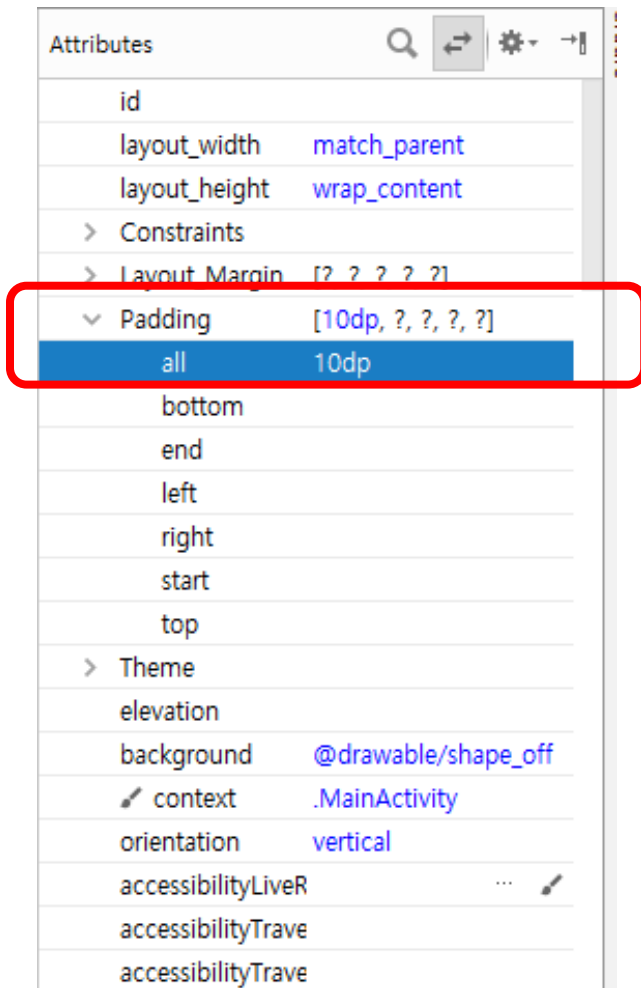 Attributes
id
layout_width match_parent
layout_height wrap_content
> Constraints
> Layout_Margin [?, ?, ?, ?, ?]
Padding [10dp, ?, ?, ?, ?]
all 10dp
bottom
end
left
right
start
top
> Theme
elevation
background @drawable/shape_off
context .MainActivity
orientation vertical
accessibilityLiveR ...
accessibilityTrave
accessibilityTrave